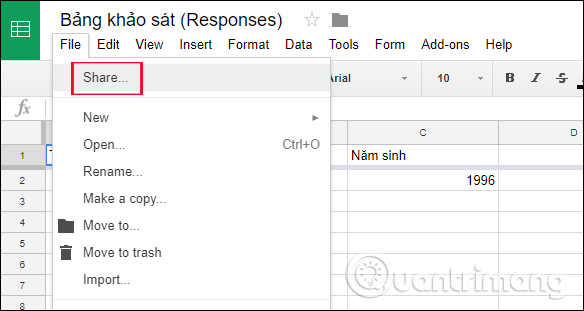 Bảng khảo sát (Responses)
File Edit View Insert Format Data Tools Form Add-ons Help
Share... Arial 10 B I S A
fx
New
Open... Ctrl+O
Rename...
Make a copy...
Move to...
Move to trash
Import...
C D
1 Năm sinh
2 1996
3
4
5
6
7
8
Quantrimang